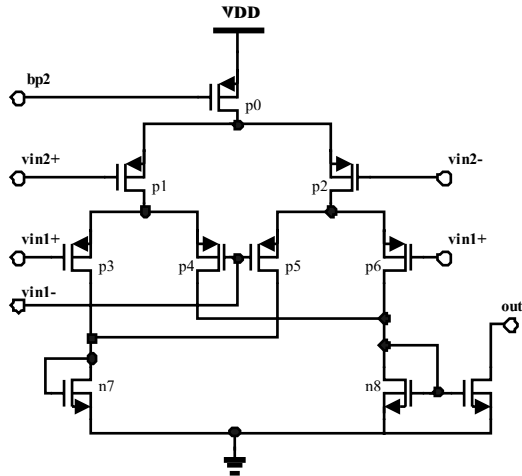 VDD
bp2
p0
vin2+
p1
p2
vin2-
vin1+
p3
p4
p5
p6
vin1+
vin1-
out
n7
n8